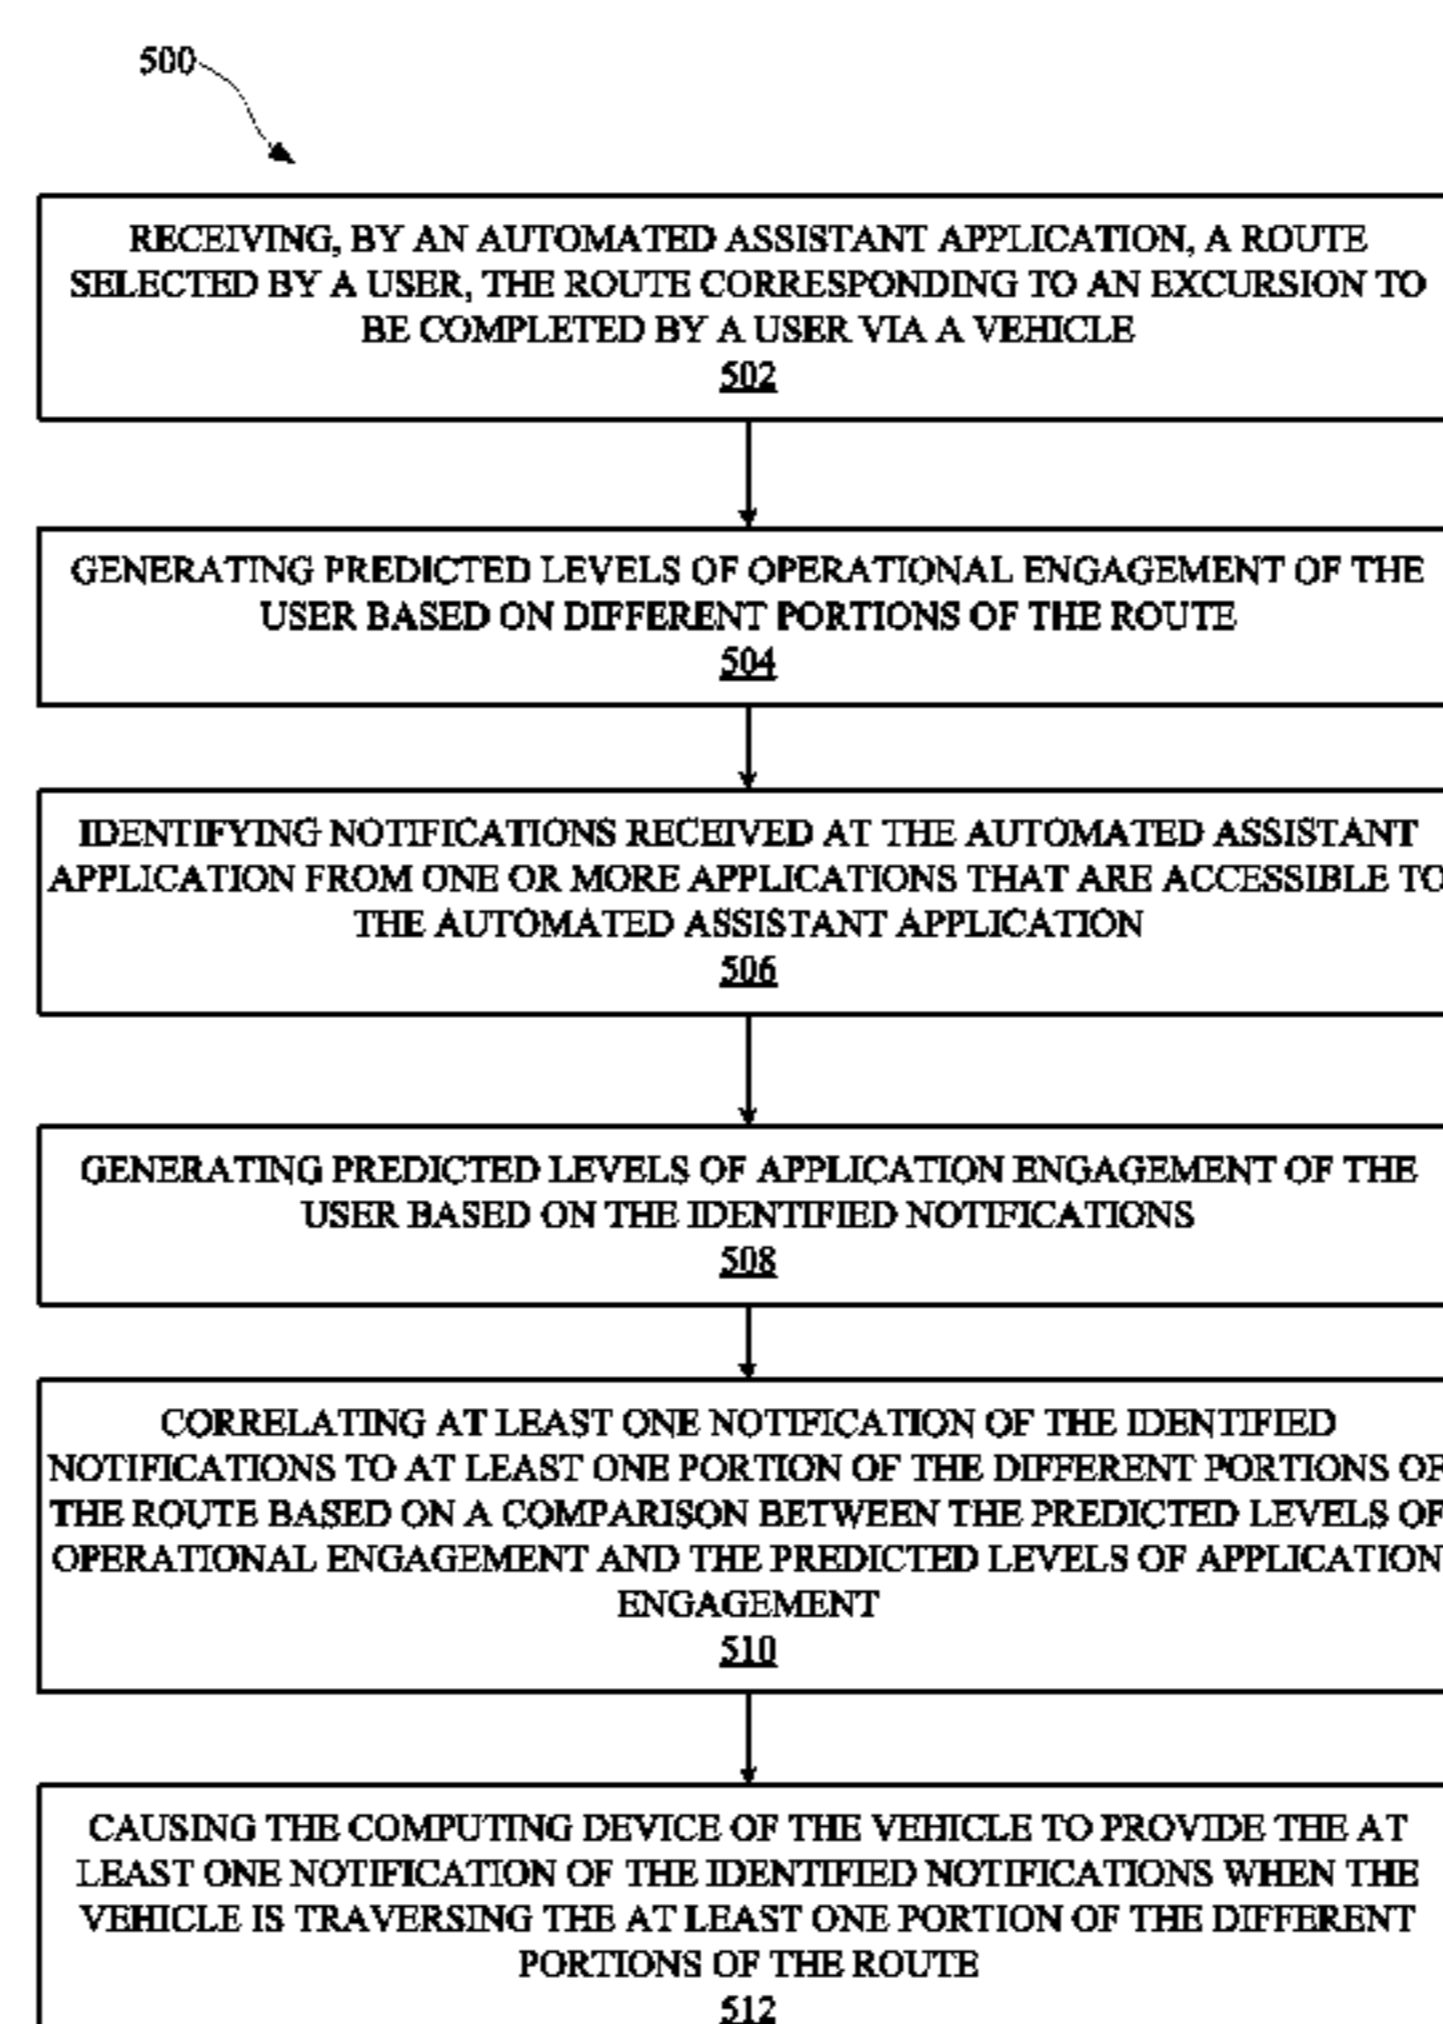 500
RECEIVING, BY AN AUTOMATED ASSISTANT APPLICATION, A ROUTE
SELECTED BY A USER, THE ROUTE CORRESPONDING TO AN EXCURSION TO
BE COMPLETED BY A USER VIA A VEHICLE
502
GENERATING PREDICTED LEVELS OF OPERATIONAL ENGAGEMENT OF THE
USER BASED ON DIFFERENT PORTIONS OF THE ROUTE
504
IDENTIFYING NOTIFICATIONS RECEIVED AT THE AUTOMATED ASSISTANT
APPLICATION FROM ONE OR MORE APPLICATIONS THAT ARE ACCESSIBLE TO
THE AUTOMATED ASSISTANT APPLICATION
506
GENERATING PREDICTED LEVELS OF APPLICATION ENGAGEMENT OF THE
USER BASED ON THE IDENTIFIED NOTIFICATIONS
508
CORRELATING AT LEAST ONE NOTIFICATION OF THE IDENTIFIED
NOTIFICATIONS TO AT LEAST ONE PORTION OF THE DIFFERENT PORTIONS OF
THE ROUTE BASED ON A COMPARISON BETWEEN THE PREDICTED LEVELS OF
OPERATIONAL ENGAGEMENT AND THE PREDICTED LEVELS OF APPLICATION
ENGAGEMENT
510
CAUSING THE COMPUTING DEVICE OF THE VEHICLE TO PROVIDE THE AT
LEAST ONE NOTIFICATION OF THE IDENTIFIED NOTIFICATIONS WHEN THE
VEHICLE IS TRAVERSING THE AT LEAST ONE PORTION OF THE DIFFERENT
PORTIONS OF THE ROUTE
512